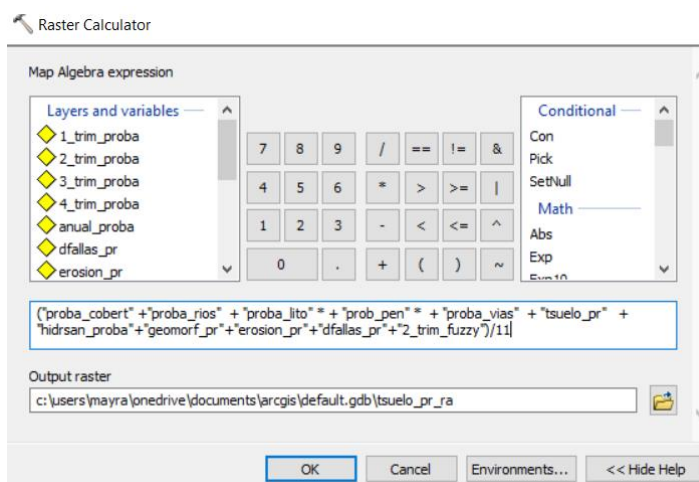 Raster Calculator
Map Algebra expression
Layers and variables
1_trim_proba
2_trim_proba
3_trim_proba
4_trim_proba
anual_proba
dfallas_pr
erosion_pr
7 8 9 / == != &
4 5 6 * > >= |
1 2 3 - < <= ^
0 . + ( ) ~
Conditional
Con
Pick
SetNull
Math
Abs
Exp
Exp10
("proba_cobert" +"proba_rios" + "proba_lito" * + "prob_pen" * + "proba_vias" + "tsuelo_pr" +
"hidrsan_proba"+"geomorf_pr"+"erosion_pr"+"dfallas_pr"+"2_trim_fuzzy")/11
Output raster
c:\users\mayra\onedrive\documents\arcgis\default.gdb\tsuelo_pr_ra
OK Cancel Environments... << Hide Help